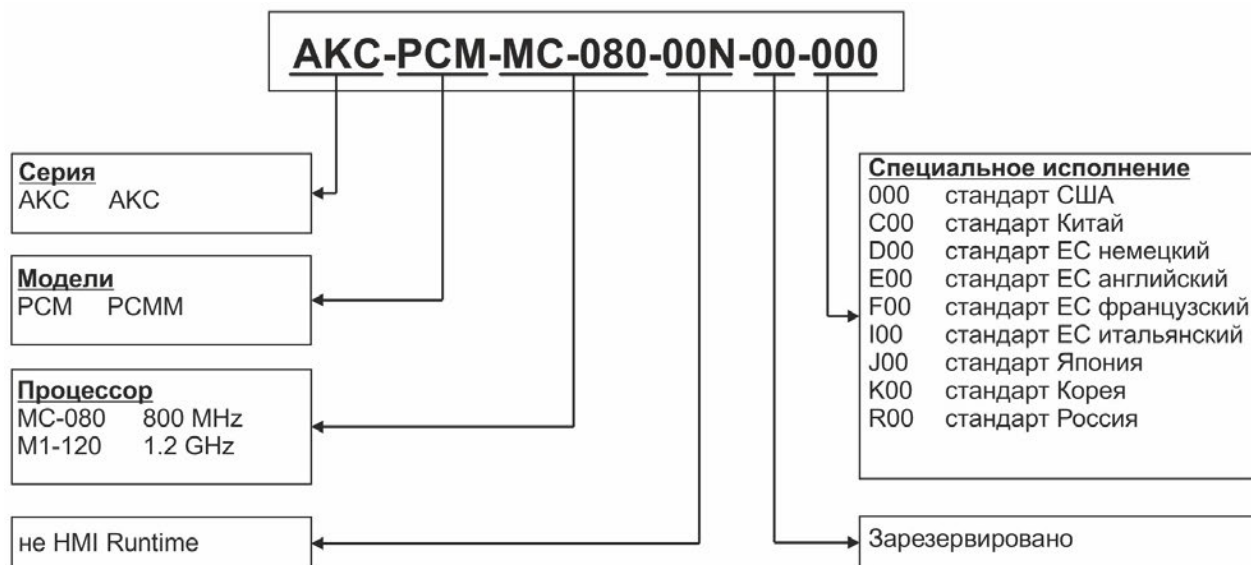 AKC-PCM-MC-080-00N-00-000
Серия
AKC AKC
Модели
PCM PCMM
Процессор
MC-080 800 MHz
M1-120 1.2 GHz
не HMI Runtime
Специальное исполнение
000 стандарт США
C00 стандарт Китай
D00 стандарт ЕС немецкий
E00 стандарт ЕС английский
F00 стандарт ЕС французский
I00 стандарт ЕС итальянский
J00 стандарт Япония
K00 стандарт Корея
R00 стандарт Россия
Зарезервировано